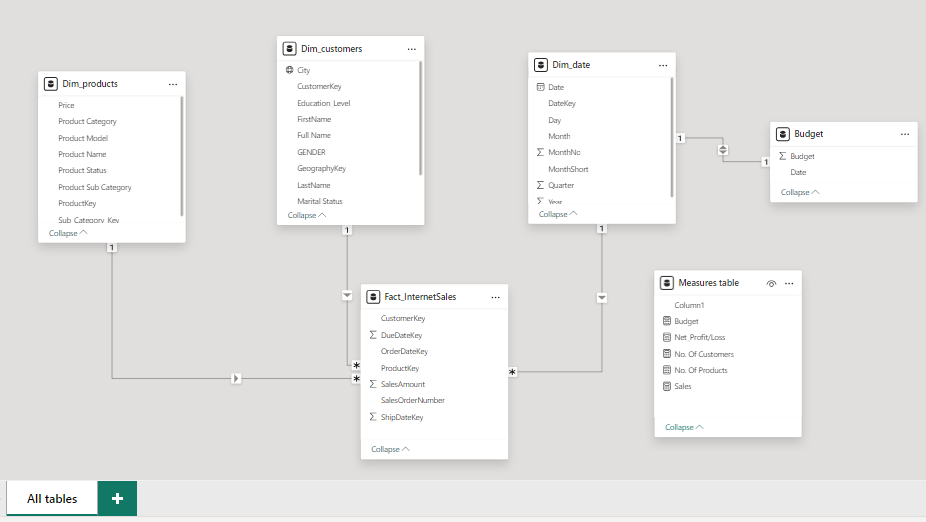 Dim_products
Price
Product Category
Product Model
Product Name
Product Status
Product Sub Category
ProductKey
Sub Category Key
Collapse
1
Dim_customers
City
CustomerKey
Education_Level
FirstName
Full Name
GENDER
GeographyKey
LastName
Marital Status
Collapse
1
Dim_date
Date
DateKey
Day
Month
MonthNo
MonthShort
Quarter
Year
Collapse
1
1
1
Budget
Budget
Date
Collapse
Fact_InternetSales
CustomerKey
DueDateKey
OrderDateKey
ProductKey
SalesAmount
SalesOrderNumber
ShipDateKey
Collapse
*
*
*
Measures table
Column1
Budget
Net_Profit/Loss
No. Of Customers
No. Of Products
Sales
Collapse
All tables
+